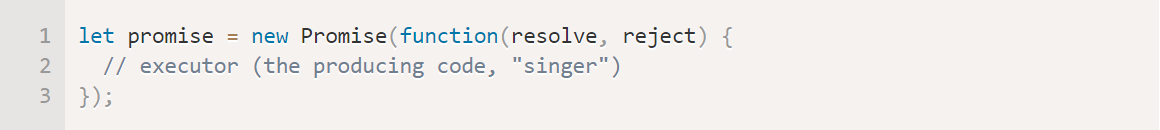 1 let promise = new Promise(function(resolve, reject) {
2   // executor (the producing code, "singer")
3 });